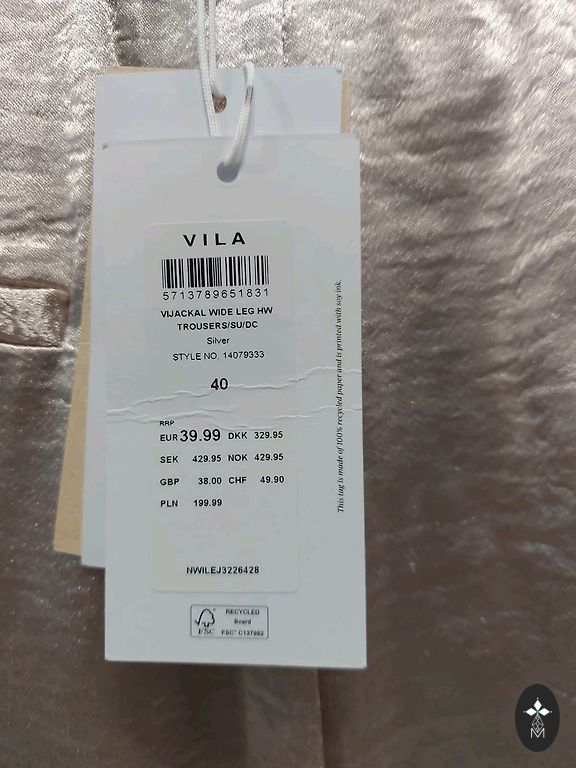 VILA
5713789651831
VIJACKAL WIDE LEG HW
TROUSERS/SU/DC
Silver
STYLE NO. 14079333
40
RRP
EUR 39.99 DKK 329.95
SEK 429.95 NOK 429.95
GBP 38.00 CHF 49.90
PLN 199.99
NWILEJ3226428
FSC
RECYCLED
Board
FSC® C137982
This tag is made of 100% recycled paper and is printed with soy ink.
M